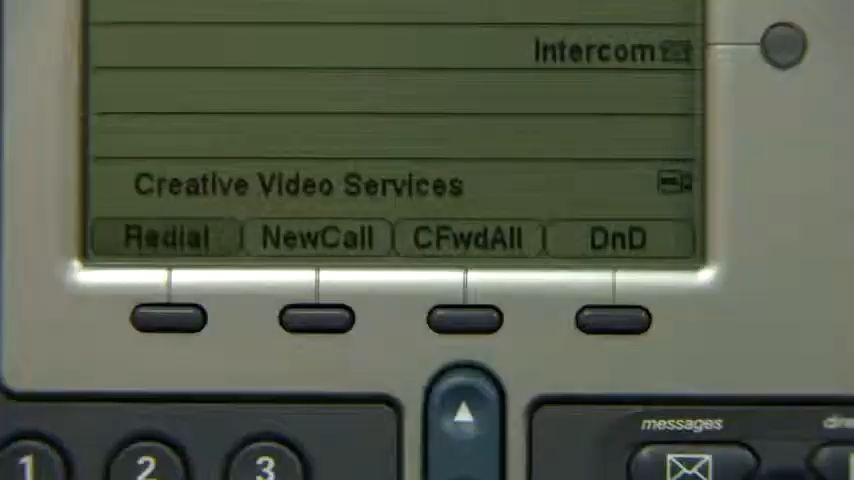 Intercom
Creative Video Services
Redial NewCall CFwdAll DnD
messages
1 2 3